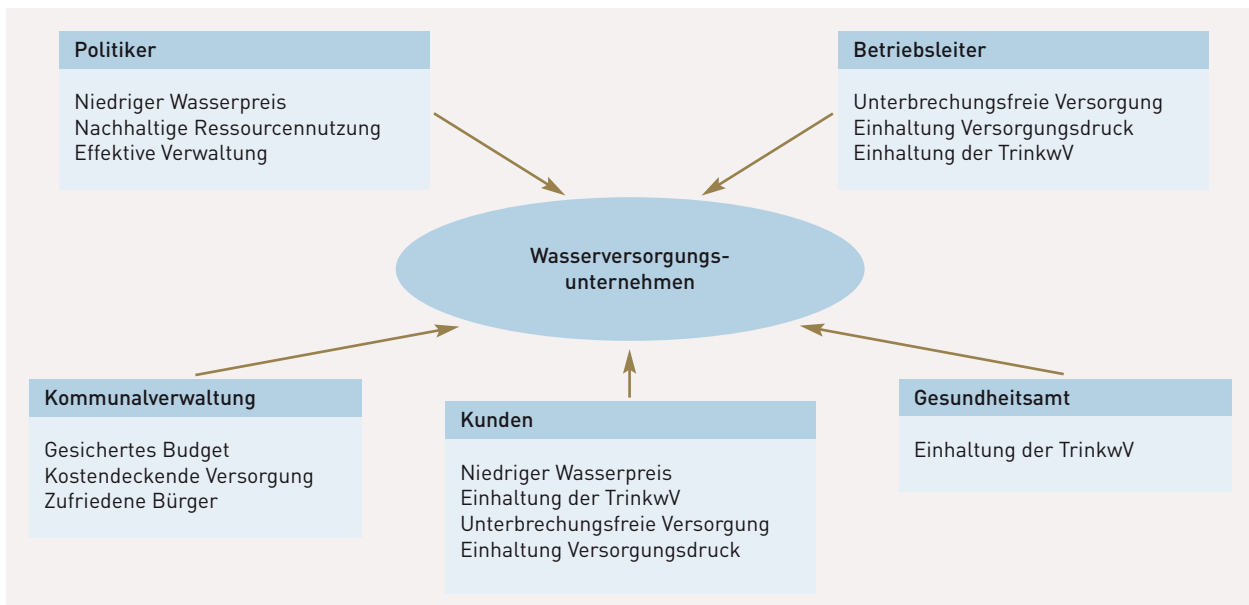 Politiker
Niedriger Wasserpreis
Nachhaltige Ressourcennutzung
Effektive Verwaltung
Betriebsleiter
Unterbrechungsfreie Versorgung
Einhaltung Versorgungsdruck
Einhaltung der TrinkwV
Wasserversorgungs-
unternehmen
Kommunalverwaltung
Gesichertes Budget
Kostendeckende Versorgung
Zufriedene Bürger
Kunden
Niedriger Wasserpreis
Einhaltung der TrinkwV
Unterbrechungsfreie Versorgung
Einhaltung Versorgungsdruck
Gesundheitsamt
Einhaltung der TrinkwV